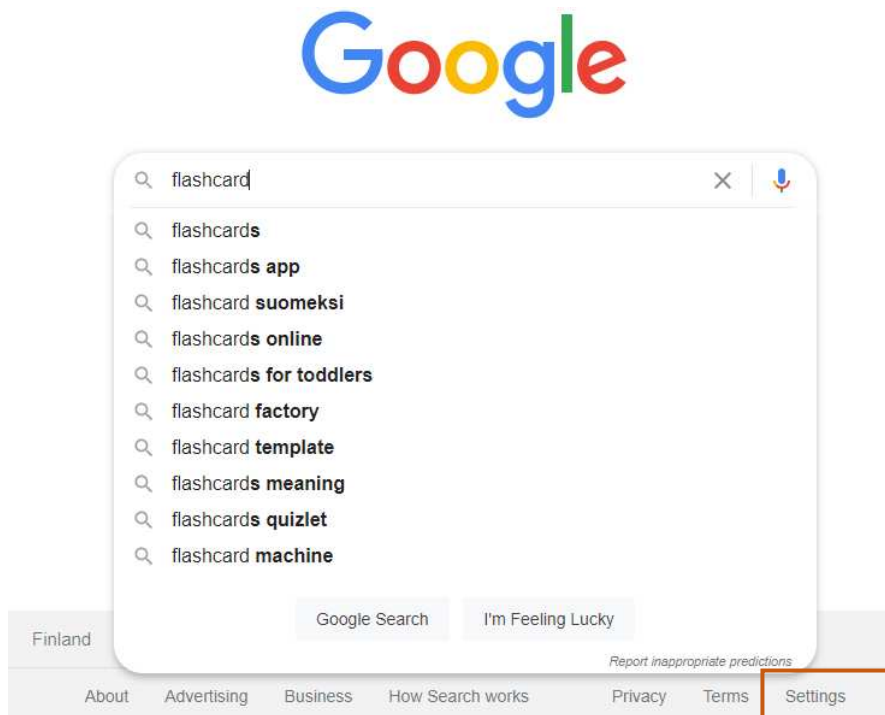 Google
flashcard
flashcards
flashcards app
flashcard suomeksi
flashcards online
flashcards for toddlers
flashcard factory
flashcard template
flashcards meaning
flashcards quizlet
flashcard machine
Google Search I'm Feeling Lucky
Finland
Report inappropriate predictions
About Advertising Business How Search works Privacy Terms Settings